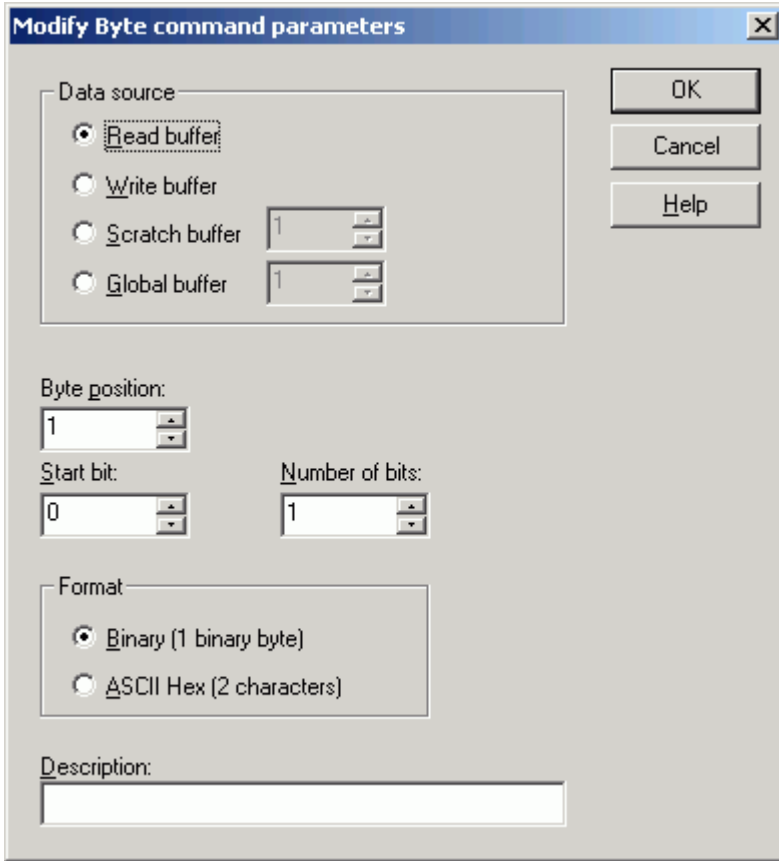 Modify Byte command parameters
Data source
Read buffer
Write buffer
Scratch buffer 1
Global buffer 1
OK
Cancel
Help
Byte position:
1
Start bit: Number of bits:
0 1
Format
Binary (1 binary byte)
ASCII Hex (2 characters)
Description: